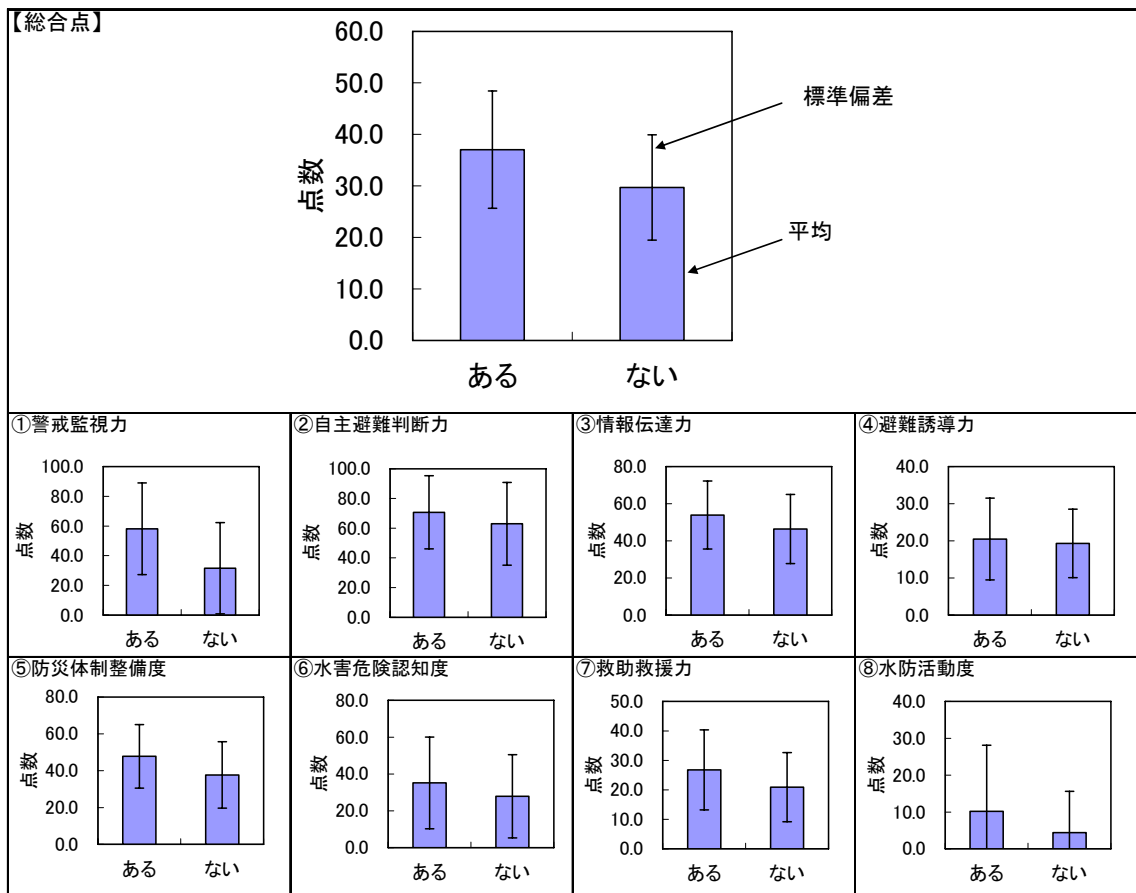 【総合点】
60.0
50.0
40.0
30.0
20.0
10.0
0.0
点数
ある
ない
標準偏差
平均
①警戒監視力
100.0
80.0
60.0
40.0
20.0
0.0
点数
ある
ない
②自主避難判断力
100.0
80.0
60.0
40.0
20.0
0.0
点数
ある
ない
③情報伝達力
80.0
60.0
40.0
20.0
0.0
点数
ある
ない
④避難誘導力
40.0
30.0
20.0
10.0
0.0
点数
ある
ない
⑤防災体制整備度
80.0
60.0
40.0
20.0
0.0
点数
ある
ない
⑥水害危険認知度
80.0
60.0
40.0
20.0
0.0
点数
ある
ない
⑦救助救援力
50.0
40.0
30.0
20.0
10.0
0.0
点数
ある
ない
⑧水防活動度
40.0
30.0
20.0
10.0
0.0
点数
ある
ない